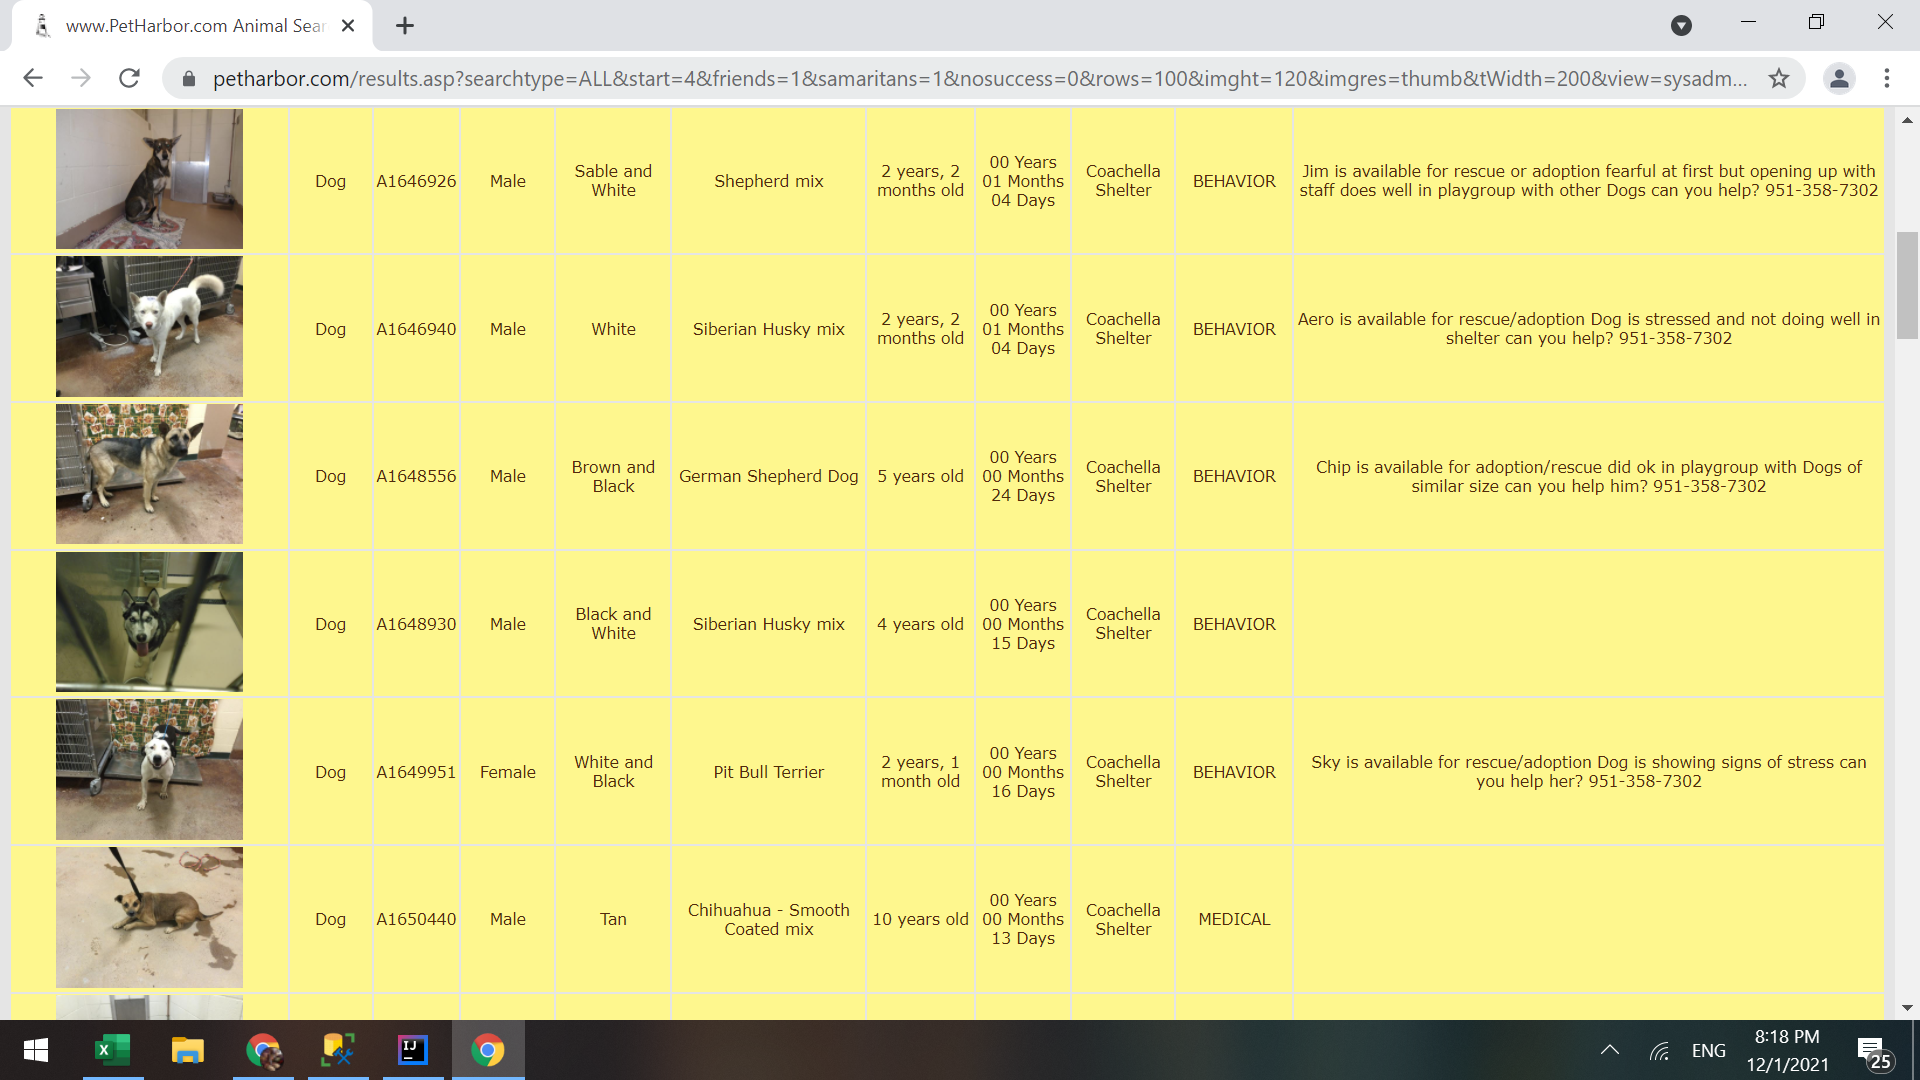 www.PetHarbor.com Animal Sear
petharbor.com/results.asp?searchtype=ALL&start=4&friends=1&samaritans=1&nosuccess=0&rows=100&imght=120&imgres=thumb&tWidth=200&view=sysadm...
Dog
A1646926
Male
Sable and
White
Shepherd mix
2 years, 2
months old
00 Years
01 Months
04 Days
Coachella
Shelter
BEHAVIOR
Jim is available for rescue or adoption fearful at first but opening up with
staff does well in playgroup with other Dogs can you help? 951-358-7302
Dog
A1646940
Male
White
Siberian Husky mix
2 years, 2
months old
00 Years
01 Months
04 Days
Coachella
Shelter
BEHAVIOR
Aero is available for rescue/adoption Dog is stressed and not doing well in
shelter can you help? 951-358-7302
Dog
A1648556
Male
Brown and
Black
German Shepherd Dog
5 years old
00 Years
00 Months
24 Days
Coachella
Shelter
BEHAVIOR
Chip is available for adoption/rescue did ok in playgroup with Dogs of
similar size can you help him? 951-358-7302
Dog
A1648930
Male
Black and
White
Siberian Husky mix
4 years old
00 Years
00 Months
15 Days
Coachella
Shelter
BEHAVIOR
Dog
A1649951
Female
White and
Black
Pit Bull Terrier
2 years, 1
month old
00 Years
00 Months
16 Days
Coachella
Shelter
BEHAVIOR
Sky is available for rescue/adoption Dog is showing signs of stress can
you help her? 951-358-7302
Dog
A1650440
Male
Tan
Chihuahua - Smooth
Coated mix
10 years old
00 Years
00 Months
13 Days
Coachella
Shelter
MEDICAL
X
IJ
ENG
8:18 PM
12/1/2021
25